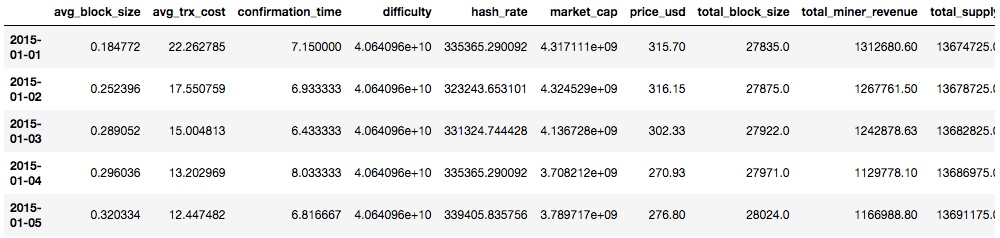 avg_block_size avg_trx_cost confirmation_time difficulty hash_rate market_cap price_usd total_block_size total_miner_revenue total_supply
2015-01-01 0.184772 22.262785 7.150000 4.064096e+10 335365.290092 4.317111e+09 315.70 27835.0 1312680.60 13674725.0
2015-01-02 0.252396 17.550759 6.933333 4.064096e+10 323243.653101 4.324529e+09 316.15 27875.0 1267761.50 13678725.0
2015-01-03 0.289052 15.004813 6.433333 4.064096e+10 331324.744428 4.136728e+09 302.33 27922.0 1242878.63 13682825.0
2015-01-04 0.296036 13.202969 8.033333 4.064096e+10 335365.290092 3.708212e+09 270.93 27971.0 1129778.10 13686975.0
2015-01-05 0.320334 12.447482 6.816667 4.064096e+10 339405.835756 3.789717e+09 276.80 28024.0 1166988.80 13691175.0